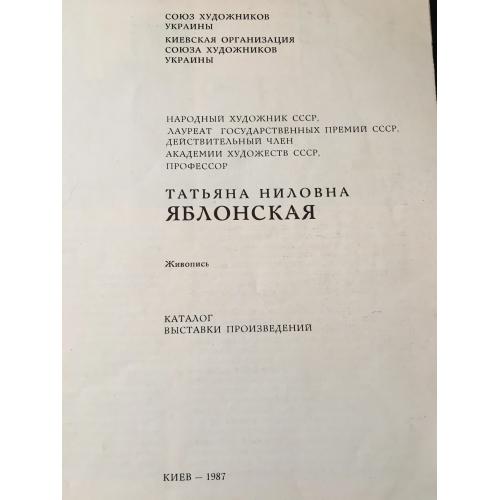 СОЮЗ ХУДОЖНИКОВ
УКРАИНЫ
КИЕВСКАЯ ОРГАНИЗАЦИЯ
СОЮЗА ХУДОЖНИКОВ
УКРАИНЫ
НАРОДНЫЙ ХУДОЖНИК СССР,
ЛАУРЕАТ ГОСУДАРСТВЕННЫХ ПРЕМИЙ СССР,
ДЕЙСТВИТЕЛЬНЫЙ ЧЛЕН
АКАДЕМИИ ХУДОЖЕСТВ СССР,
ПРОФЕССОР
ТАТЬЯНА НИЛОВНА
ЯБЛОНСКАЯ
Живопись
КАТАЛОГ
ВЫСТАВКИ ПРОИЗВЕДЕНИЙ
КИЕВ — 1987